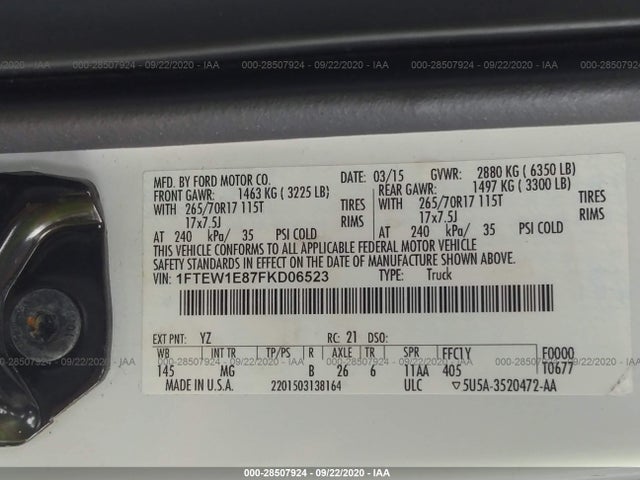 000-28507924 - 09/22/2020 - IAA
MFD. BY FORD MOTOR CO. DATE: 03/15 GVWR: 2880 KG ( 6350 LB)
FRONT GAWR: 1463 KG ( 3225 LB) REAR GAWR: 1497 KG ( 3300 LB)
WITH 265/70R17 115T TIRES WITH 265/70R17 115T TIRES
17x7.5J RIMS 17x7.5J RIMS
AT 240 kPa/ 35 PSI COLD AT 240 kPa/ 35 PSI COLD
THIS VEHICLE CONFORMS TO ALL APPLICABLE FEDERAL MOTOR VEHICLE
SAFETY STANDARDS IN EFFECT ON THE DATE OF MANUFACTURE SHOWN ABOVE.
VIN: 1FTEW1E87FKD06523 TYPE: Truck
EXT PNT: YZ RC: 21 DSO:
WB INT TR TP/PS R AXLE TR SPR FFC1Y F0000
145 MG B 26 6 11AA 405 T0677
MADE IN U.S.A. 2201503138164 ULC ▽5U5A-3520472-AA
000-28507924 - 09/22/2020 - IAA